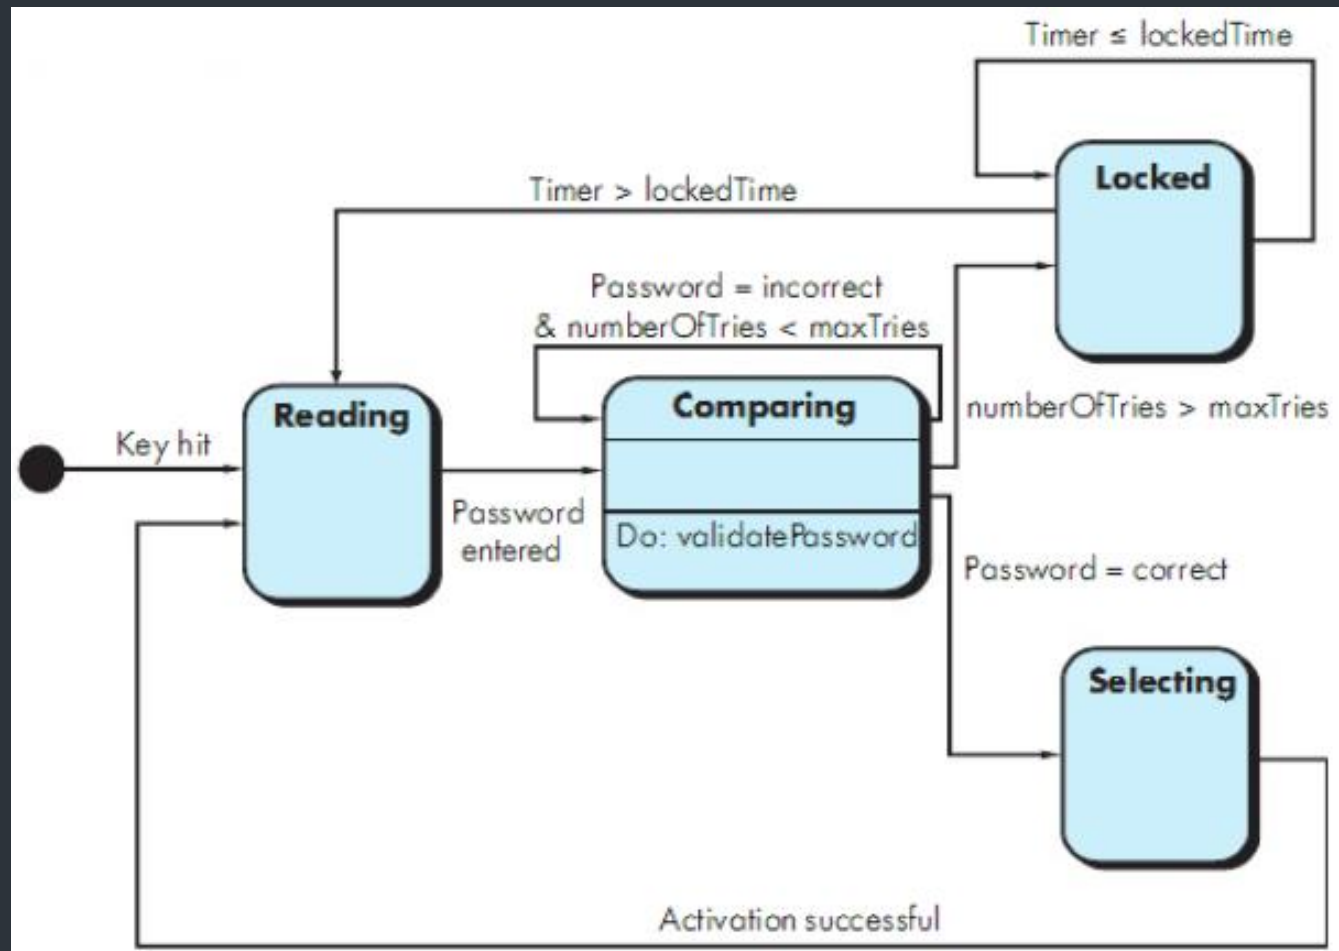 Timer ≤ lockedTime
Locked
Timer > lockedTime
Password = incorrect
& numberOfTries < maxTries
Comparing
numberOfTries > maxTries
Reading
Key hit
Password
entered
Do: validatePassword
Password = correct
Selecting
Activation successful